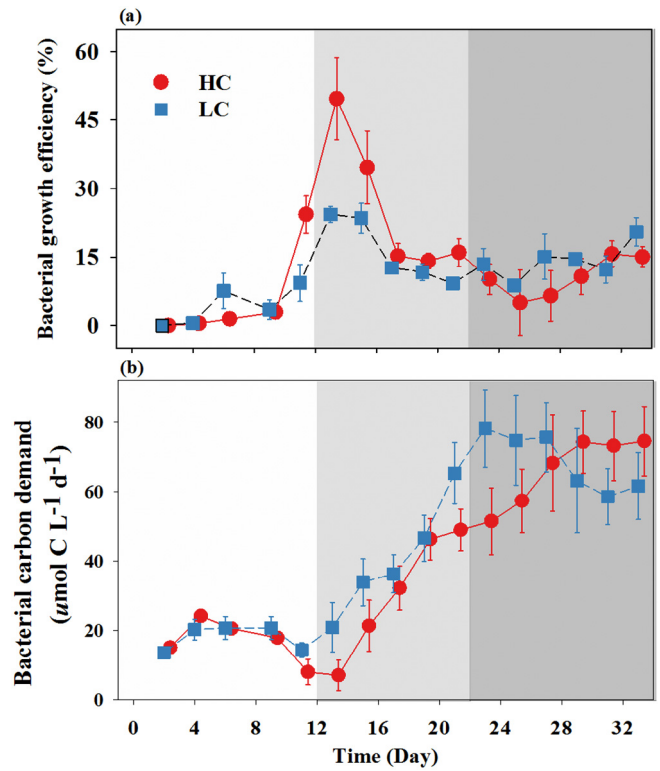 (a)
Bacterial growth efficiency (%)
60
45
30
15
0
HC
LC
(b)
Bacterial carbon demand
(umol C L-1 d-1)
80
60
40
20
0
0 4 8 12 16 20 24 28 32
Time (Day)